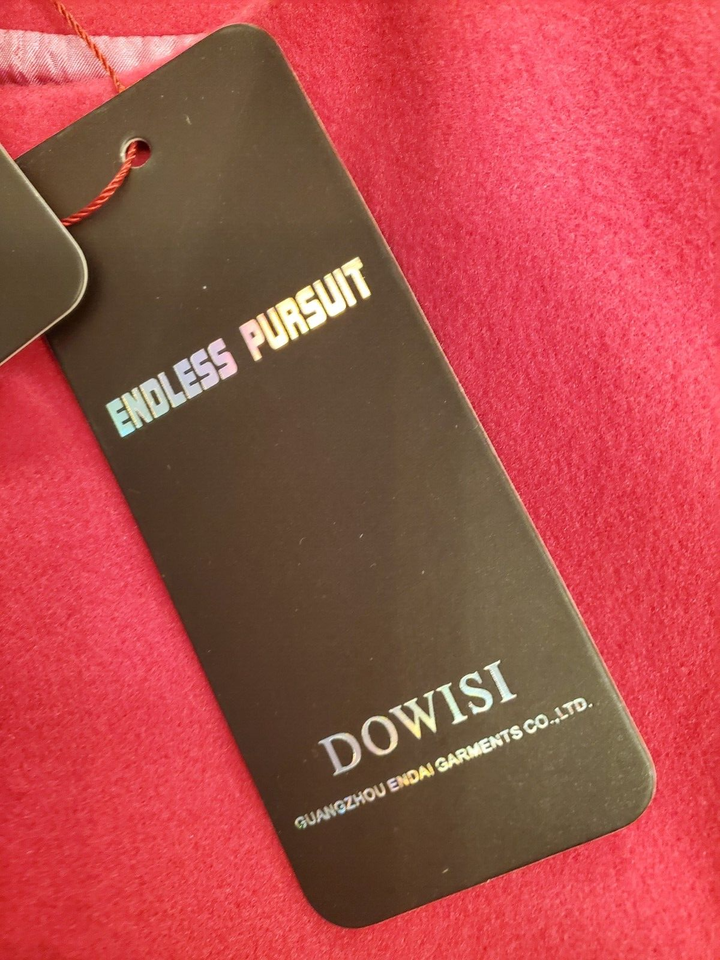 ENDLESS PURSUIT
DOWISI
GUANGZHOU ENDAI GARMENTS CO.,LTD.